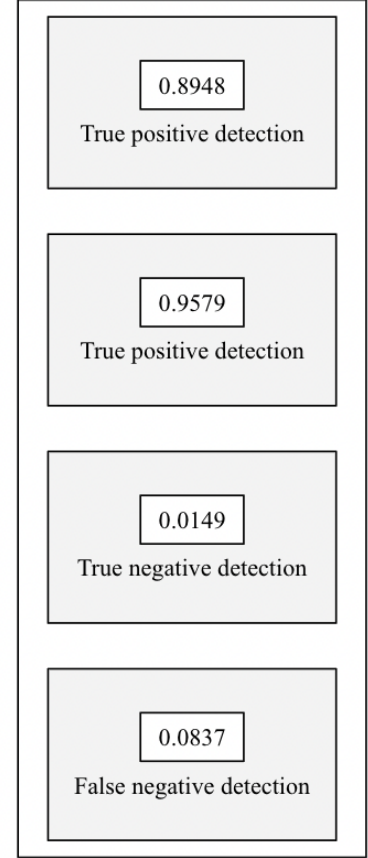 0.8948
True positive detection
0.9579
True positive detection
0.0149
True negative detection
0.0837
False negative detection